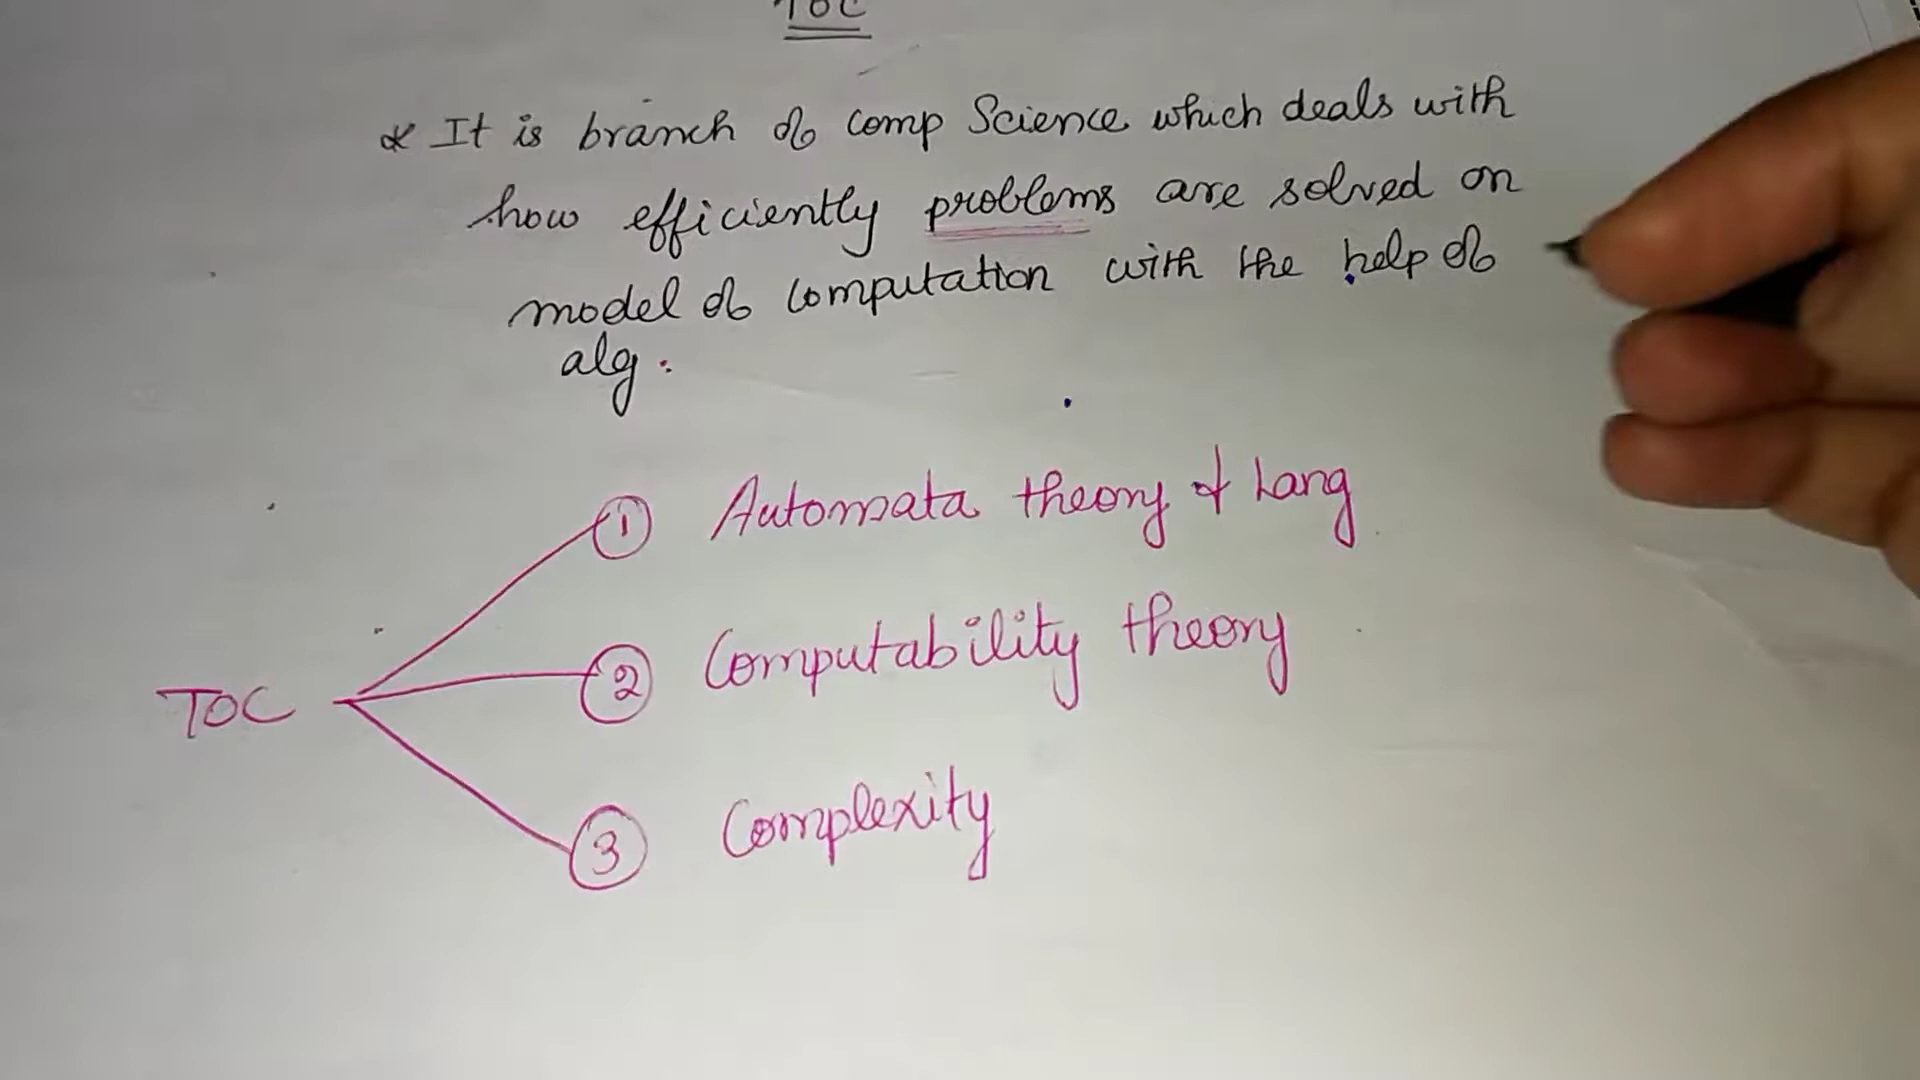 TOC
* It is branch of comp Science which deals with
how efficiently problems are solved on
model of computation with the help of
alg.
① Automata theory & Lang
② Computability theory
TOC
③ Complexity